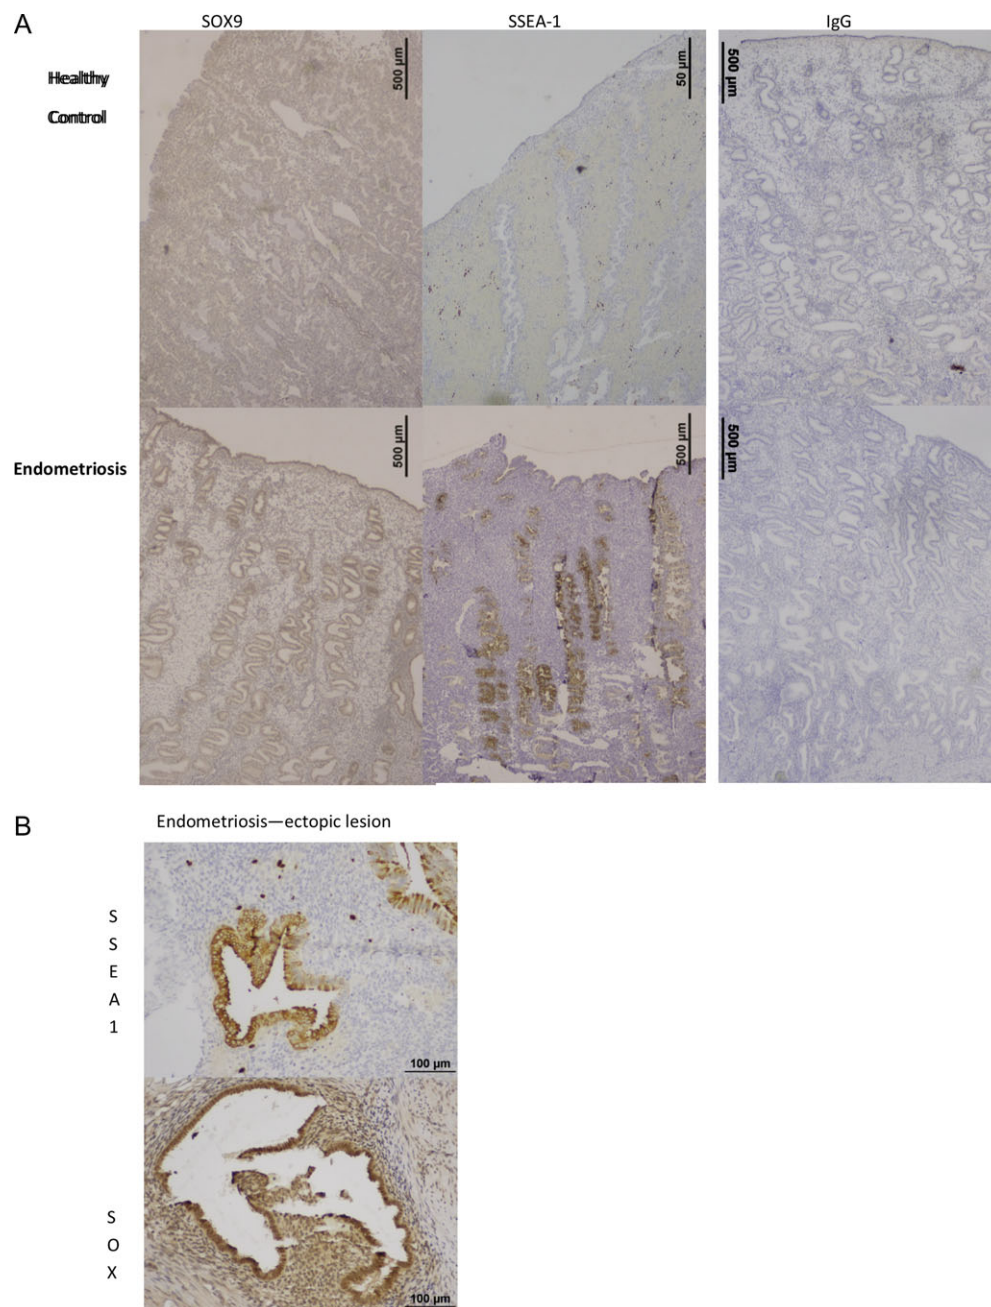 A
SOX9
SSEA-1
IgG
Healthy
Control
500 µm
50 µm
500 µm
Endometriosis
500 µm
500 µm
500 µm
B
Endometriosis—ectopic lesion
S
S
E
A
1
100 µm
S
O
X
100 µm